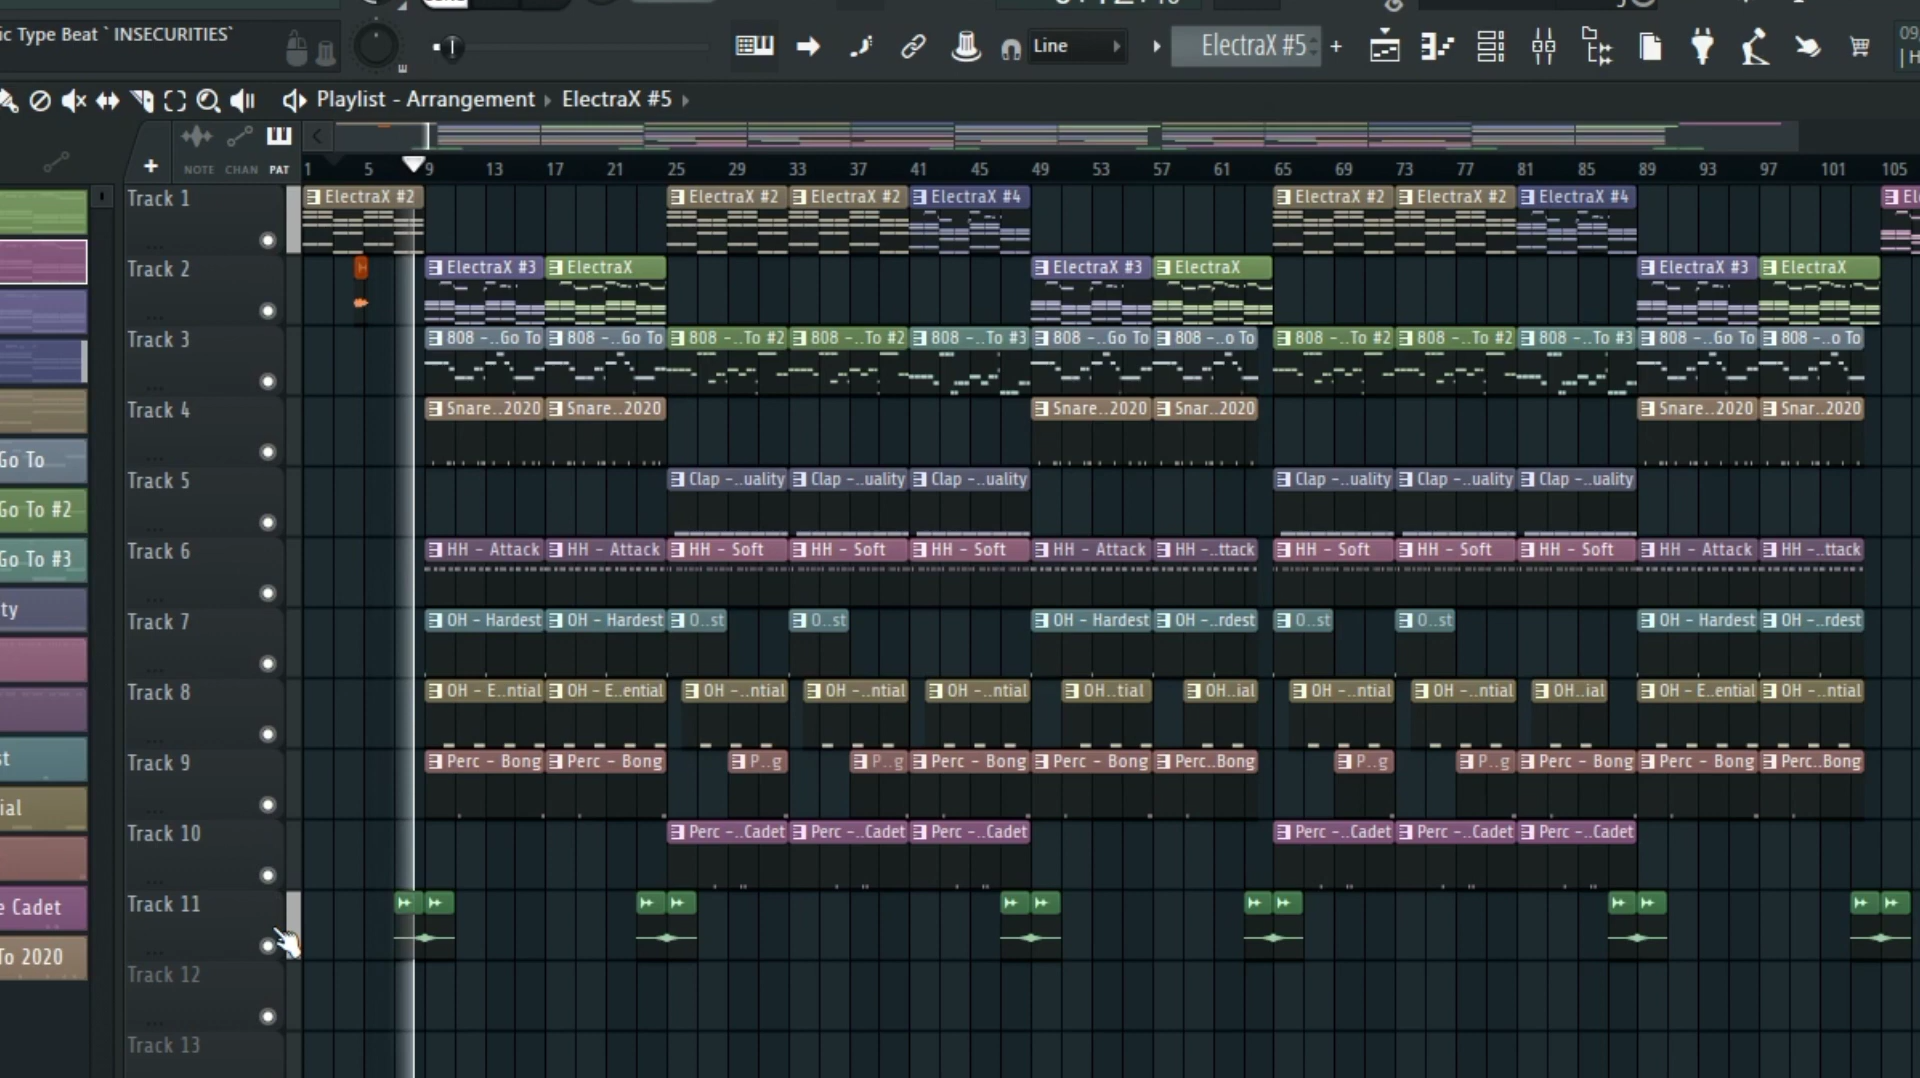 ic Type Beat ` INSECURITIES`
Line
ElectraX #5
Playlist - Arrangement ElectraX #5
NOTE CHAN PAT
1 5 9 13 17 21 25 29 33 37 41 45 49 53 57 61 65 69 73 77 81 85 89 93 97 101 105
Track 1 ElectraX #2 ElectraX #2 ElectraX #2 ElectraX #4 ElectraX #2 ElectraX #2 ElectraX #4
Track 2 ElectraX #3 ElectraX ElectraX #3 ElectraX ElectraX #3 ElectraX
Track 3 808 -..Go To 808 -..Go To 808 -..To #2 808 -..To #2 808 -..To #3 808 -..Go To 808 -..o To 808 -..To #2 808 -..To #2 808 -..To #3 808 -..Go To 808 -..o To
Track 4 Snare..2020 Snare..2020 Snare..2020 Snar..2020 Snare..2020 Snar..2020
Go To
Track 5 Clap -..uality Clap -..uality Clap -..uality Clap -..uality Clap -..uality Clap -..uality
Go To #2
Track 6 HH - Attack HH - Attack HH - Soft HH - Soft HH - Soft HH - Attack HH -..ttack HH - Soft HH - Soft HH - Soft HH - Attack HH -..ttack
Go To #3
ty
Track 7 OH - Hardest OH - Hardest O..st O..st OH - Hardest OH -..rdest O..st O..st OH - Hardest OH -..rdest
Track 8 OH - E..ntial OH - E..ential OH -..ntial OH -..ntial OH -..ntial OH..tial OH..ial OH -..ntial OH -..ntial OH..ial OH - E..ential OH -..ntial
st
Track 9 Perc - Bong Perc - Bong P..g P..g Perc - Bong Perc - Bong Perc..Bong P..g P..g Perc - Bong Perc - Bong Perc..Bong
ial
Track 10 Perc -..Cadet Perc -..Cadet Perc -..Cadet Perc -..Cadet Perc -..Cadet Perc -..Cadet
Track 11
e Cadet
To 2020
Track 12
Track 13